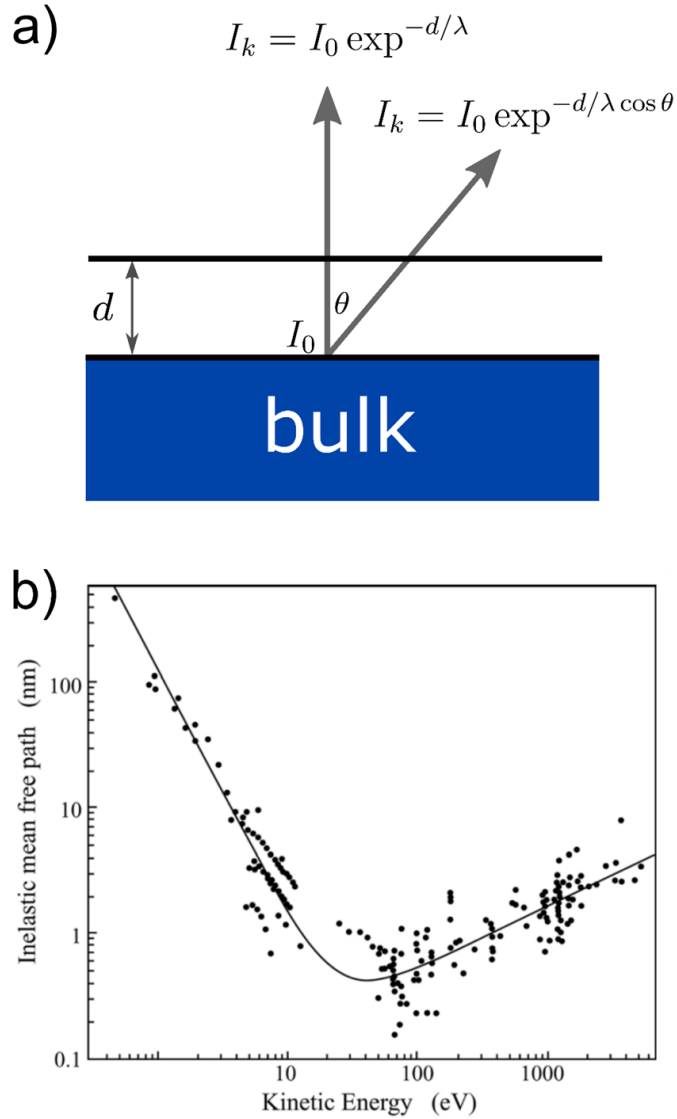 a)
I_k = I_0 exp^{-d/λ}
I_k = I_0 exp^{-d/λ cos θ}
d
θ
I_0
bulk
b)
Inelastic mean free path (nm)
100
10
1
0.1
10 100 1000
Kinetic Energy (eV)